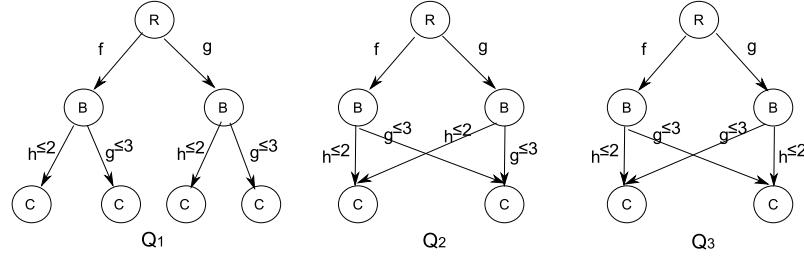 R R R
f g f g f g
B B B B B B
h≤2 g≤3 h≤2 g≤3 h≤2 g≤3 h≤2 g≤3 h≤2 g≤3 g≤3 h≤2
C C C C C C C C
Q1 Q2 Q3